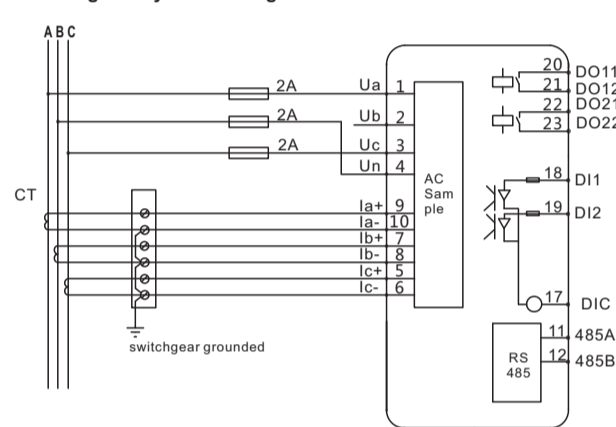 A B C
2A
2A
2A
CT
switchgear grounded
Ua 1
Ub 2
Uc 3
Un 4
Ia+ 9
Ia- 10
Ib+ 7
Ib- 8
Ic+ 5
Ic- 6
AC
Sam
ple
20 DO11
21 DO12
22 DO21
23 DO22
18 DI1
19 DI2
17 DIC
RS
485
11 485A
12 485B